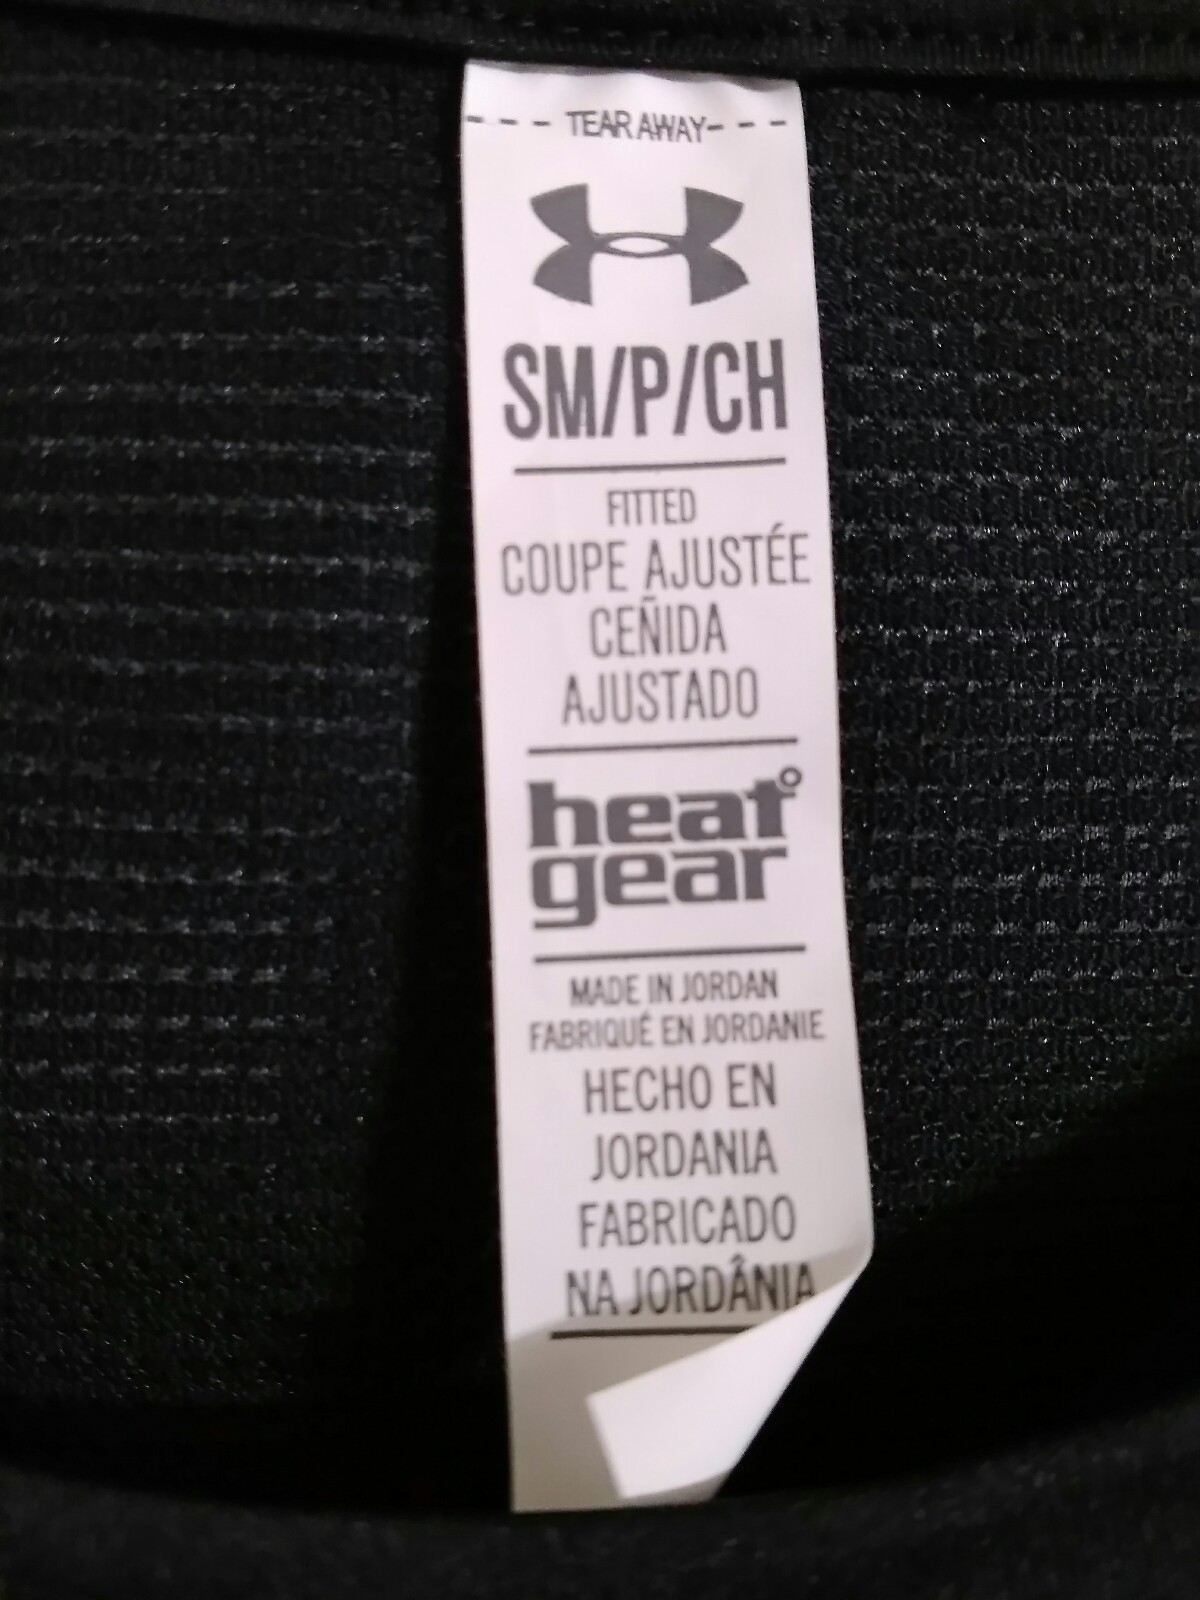 --- TEAR AWAY ---
SM/P/CH
FITTED
COUPE AJUSTÉE
CEÑIDA
AJUSTADO
heat°
gear
MADE IN JORDAN
FABRIQUÉ EN JORDANIE
HECHO EN
JORDANIA
FABRICADO
NA JORDÂNIA